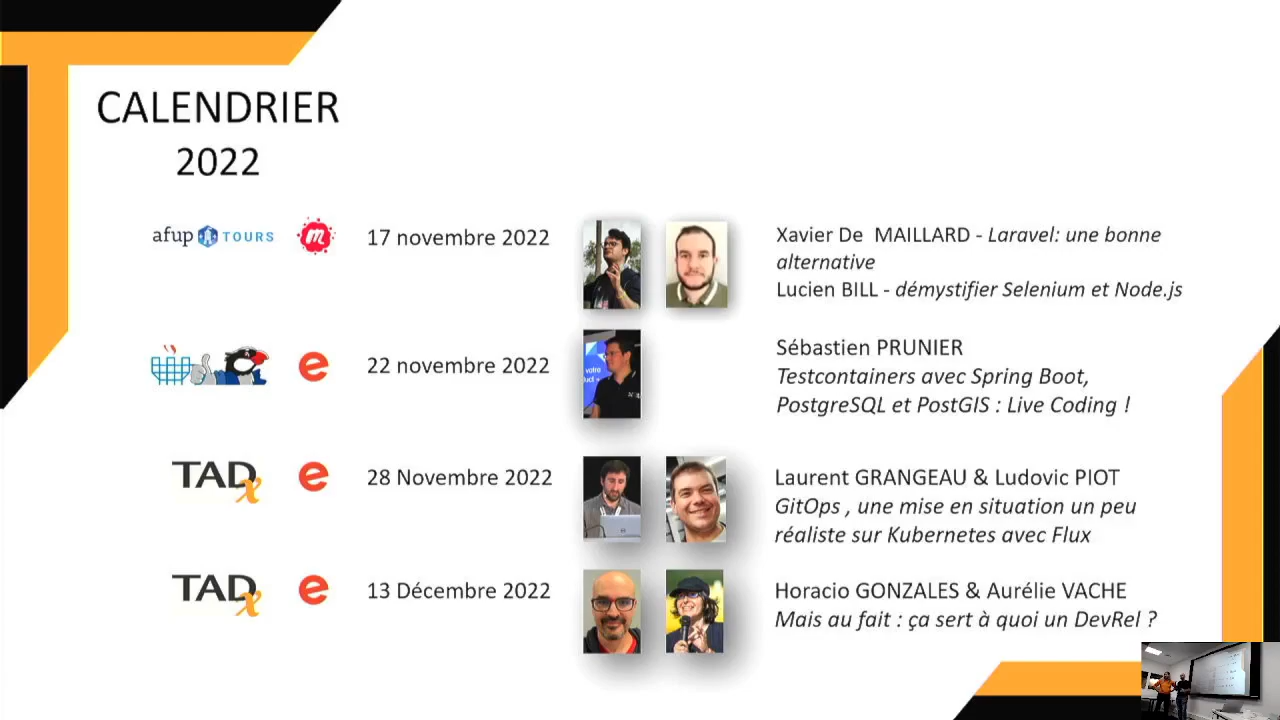 CALENDRIER
2022
afup TOURS
m
17 novembre 2022
Xavier De MAILLARD - Laravel: une bonne
alternative
Lucien BILL - démystifier Selenium et Node.js
e
22 novembre 2022
Sébastien PRUNIER
Testcontainers avec Spring Boot,
PostgreSQL et PostGIS : Live Coding !
votre
TADx
e
28 Novembre 2022
Laurent GRANGEAU & Ludovic PIOT
GitOps , une mise en situation un peu
réaliste sur Kubernetes avec Flux
TADx
e
13 Décembre 2022
Horacio GONZALES & Aurélie VACHE
Mais au fait : ça sert à quoi un DevRel ?